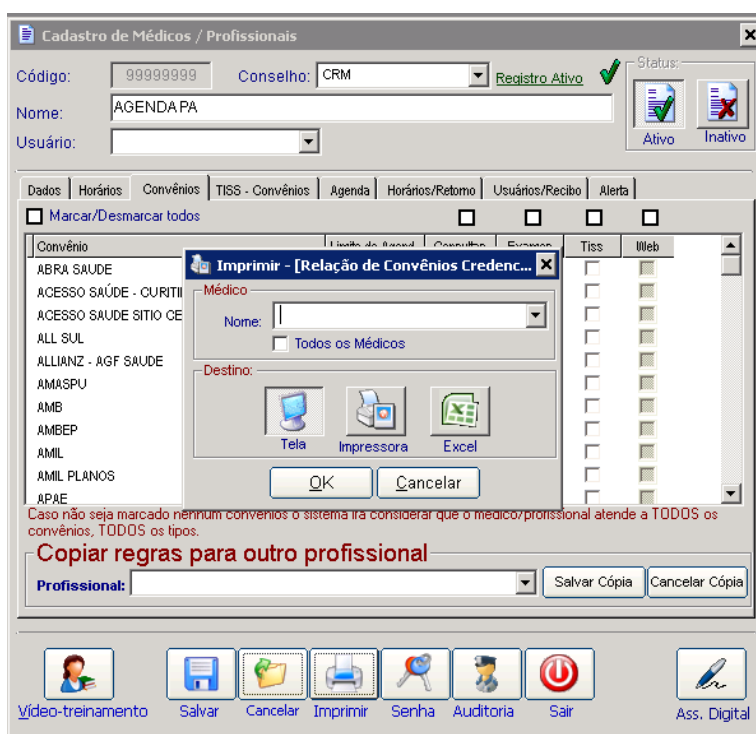 Cadastro de Médicos / Profissionais
Código: 99999999 Conselho: CRM Registro Ativo Status:
Nome: AGENDA PA
Usuário:
Ativo Inativo
Dados Horários Convênios TISS - Convênios Agenda Horários/Retorno Usuários/Recibo Alerta
Marcar/Desmarcar todos
Convênio Tiss Web
ABRA SAUDE
ACESSO SAÚDE - CURITI
ACESSO SAUDE SITIO CE
ALL SUL
ALLIANZ - AGF SAUDE
AMASPU
AMB
AMBEP
AMIL
AMIL PLANOS
APAE
Imprimir - [Relação de Convênios Credenc...
Médico
Nome:
Todos os Médicos
Destino:
Tela Impressora Excel
OK Cancelar
Caso não seja marcado nenhum convênios o sistema irá considerar que o médico/profissional atende a TODOS os
convênios, TODOS os tipos.
Copiar regras para outro profissional
Profissional: Salvar Cópia Cancelar Cópia
Vídeo-treinamento Salvar Cancelar Imprimir Senha Auditoria Sair Ass. Digital